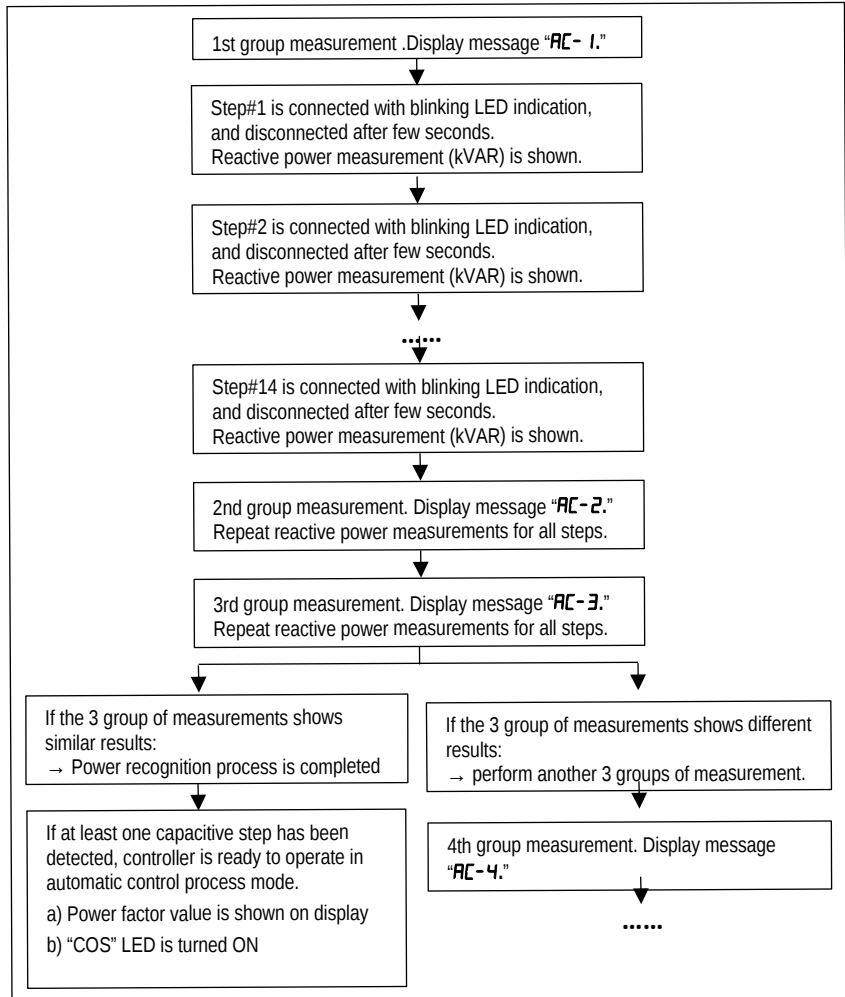 1st group measurement .Display message “AC- 1.”
Step#1 is connected with blinking LED indication,
and disconnected after few seconds.
Reactive power measurement (kVAR) is shown.
Step#2 is connected with blinking LED indication,
and disconnected after few seconds.
Reactive power measurement (kVAR) is shown.
......
Step#14 is connected with blinking LED indication,
and disconnected after few seconds.
Reactive power measurement (kVAR) is shown.
2nd group measurement. Display message “AC-2.”
Repeat reactive power measurements for all steps.
3rd group measurement. Display message “AC-3.”
Repeat reactive power measurements for all steps.
If the 3 group of measurements shows
similar results:
→ Power recognition process is completed
If the 3 group of measurements shows different
results:
→ perform another 3 groups of measurement.
If at least one capacitive step has been
detected, controller is ready to operate in
automatic control process mode.
a) Power factor value is shown on display
b) “COS” LED is turned ON
4th group measurement. Display message
“AC-4.”
......